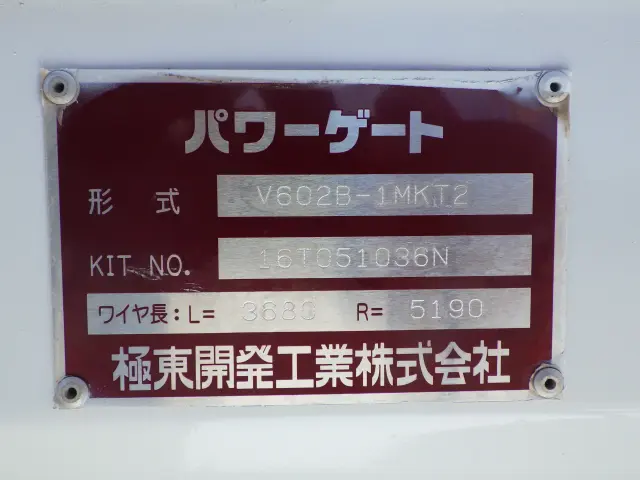 パワーゲート
形 式 V602B-1MKT2
KIT NO. 16T051036N
ワイヤ長：L= 3680 R= 5190
極東開発工業株式会社